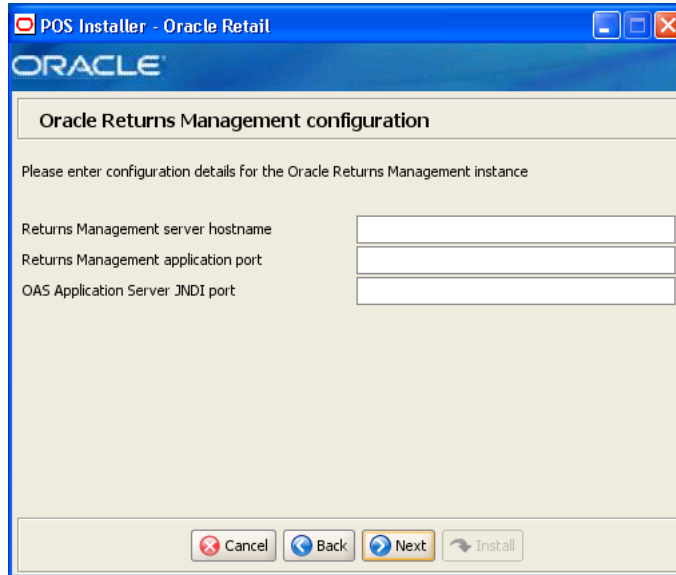 POS Installer - Oracle Retail
ORACLE
Oracle Returns Management configuration
Please enter configuration details for the Oracle Returns Management instance
Returns Management server hostname
Returns Management application port
OAS Application Server JNDI port
Cancel Back Next Install